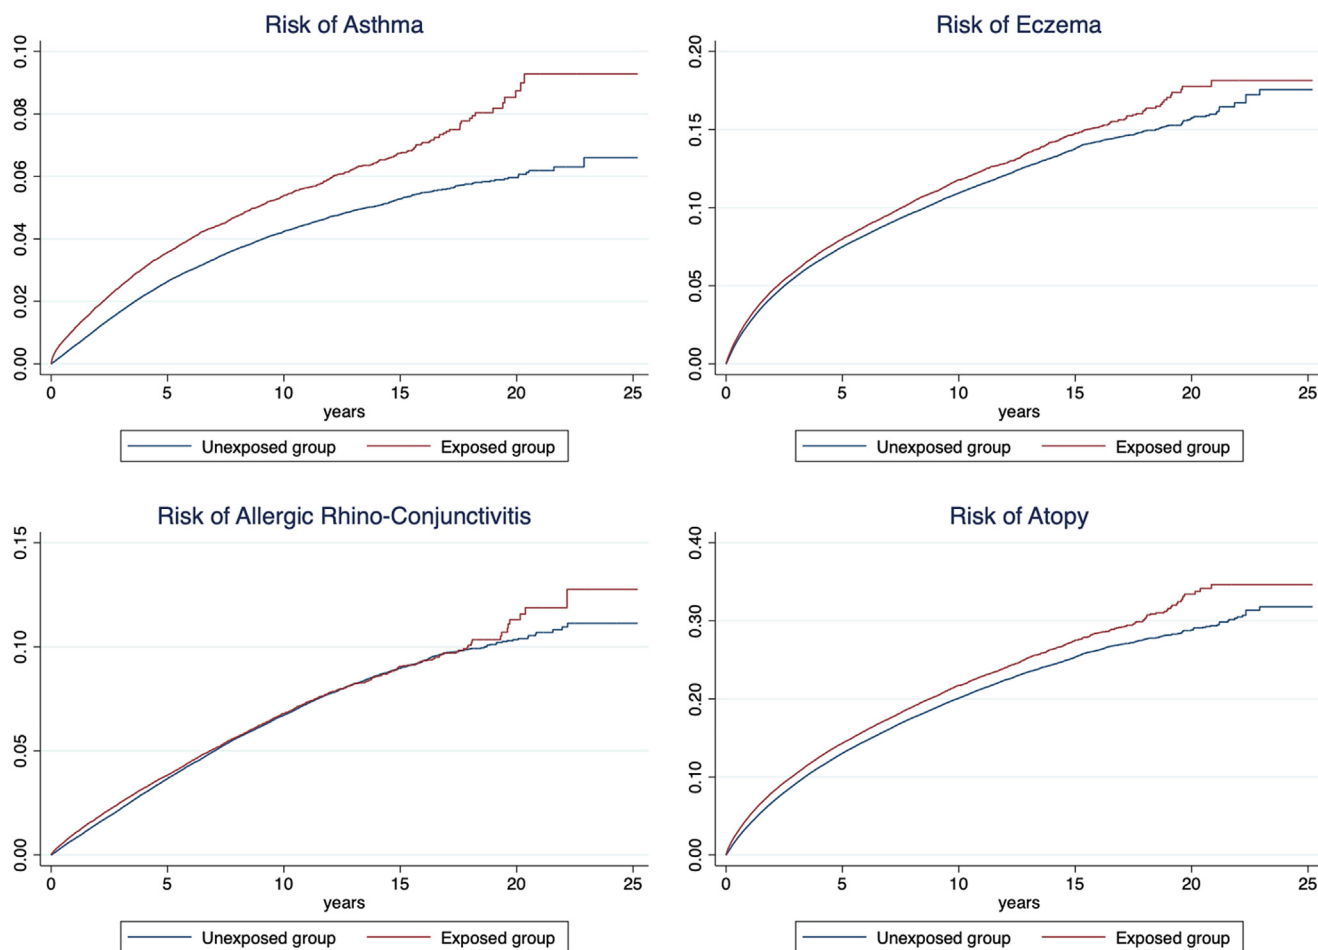 Risk of Asthma
0.10
0.08
0.06
0.04
0.02
0.00
0 5 10 15 20 25
years
Unexposed group Exposed group
Risk of Eczema
0.20
0.15
0.10
0.05
0.00
0 5 10 15 20 25
years
Unexposed group Exposed group
Risk of Allergic Rhino-Conjunctivitis
0.15
0.10
0.05
0.00
0 5 10 15 20 25
years
Unexposed group Exposed group
Risk of Atopy
0.40
0.30
0.20
0.10
0.00
0 5 10 15 20 25
years
Unexposed group Exposed group